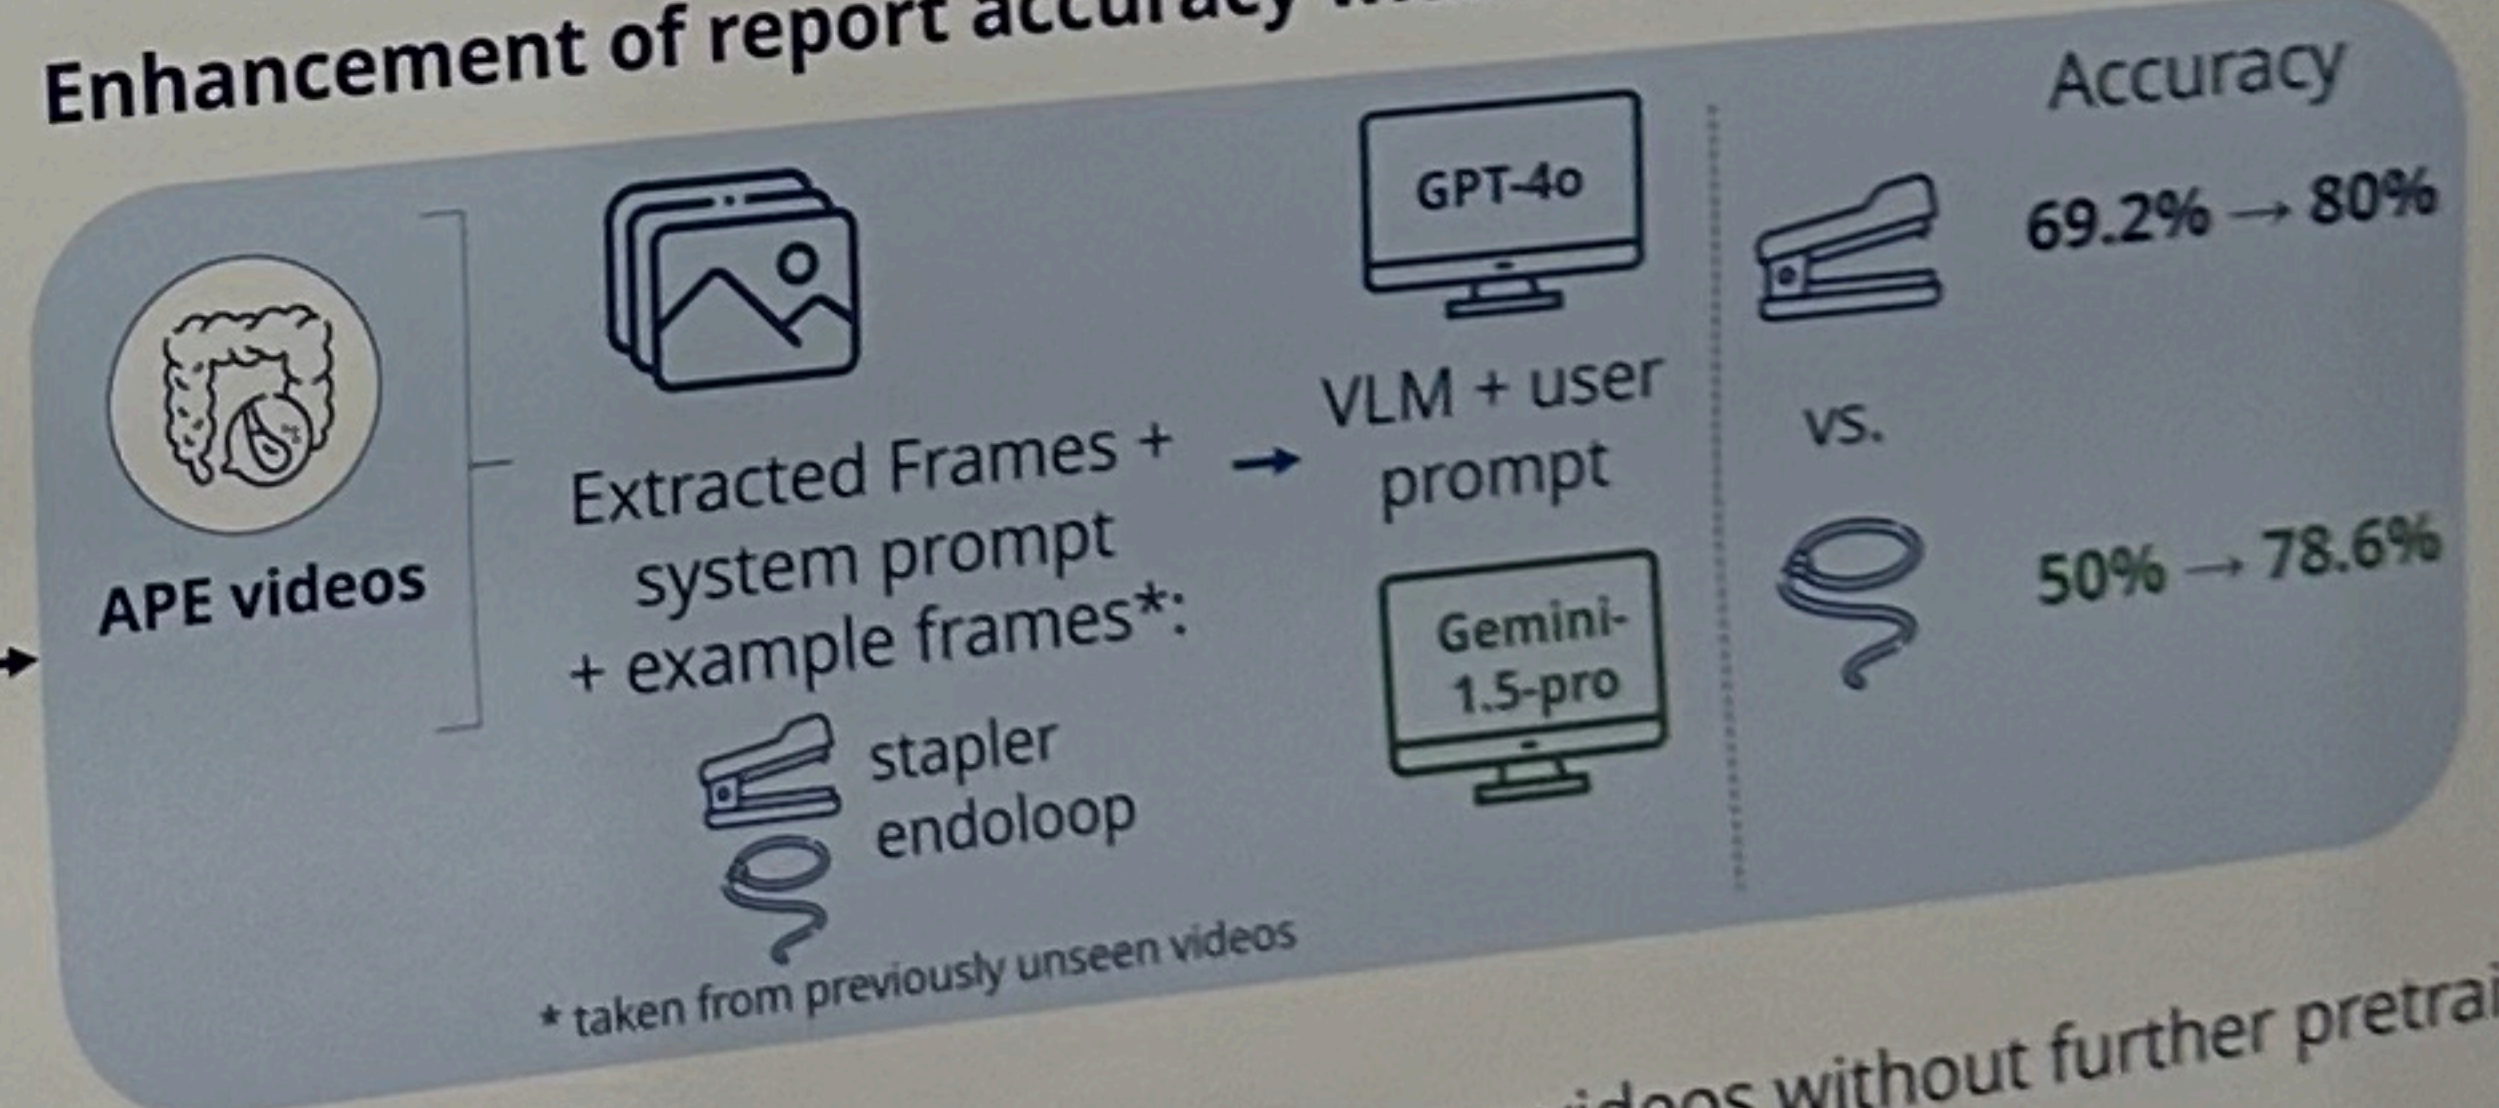 Enhancement of report accuracy
APE videos
Extracted Frames +
system prompt
+ example frames*:
stapler
endoloop
* taken from previously unseen videos
GPT-4o
VLM + user
prompt
Gemini-
1.5-pro
Accuracy
69.2% → 80%
vs.
50% → 78.6%
without further